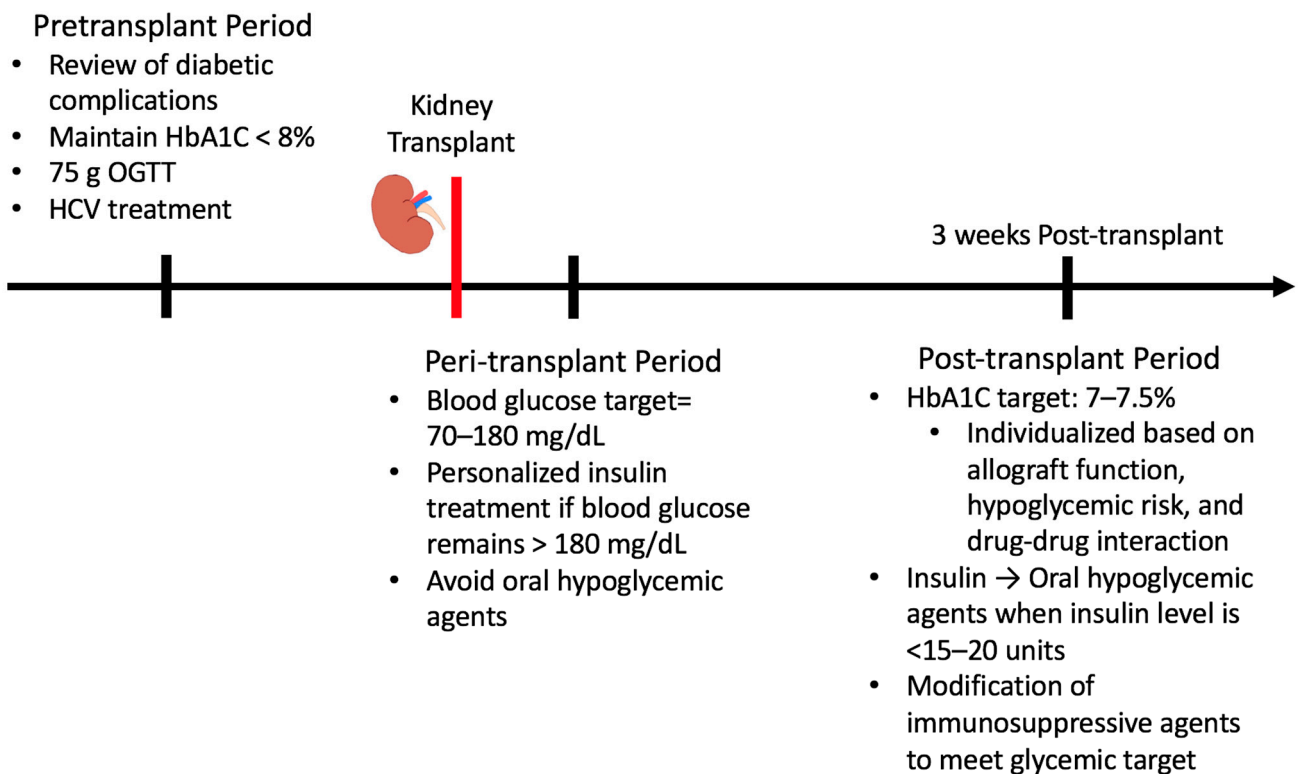 Pretransplant Period
• Review of diabetic
complications
• Maintain HbA1C < 8%
• 75 g OGTT
• HCV treatment
Kidney
Transplant
3 weeks Post-transplant
Peri-transplant Period
• Blood glucose target=
70–180 mg/dL
• Personalized insulin
treatment if blood glucose
remains > 180 mg/dL
• Avoid oral hypoglycemic
agents
Post-transplant Period
• HbA1C target: 7–7.5%
• Individualized based on
allograft function,
hypoglycemic risk, and
drug-drug interaction
• Insulin → Oral hypoglycemic
agents when insulin level is
<15–20 units
• Modification of
immunosuppressive agents
to meet glycemic target